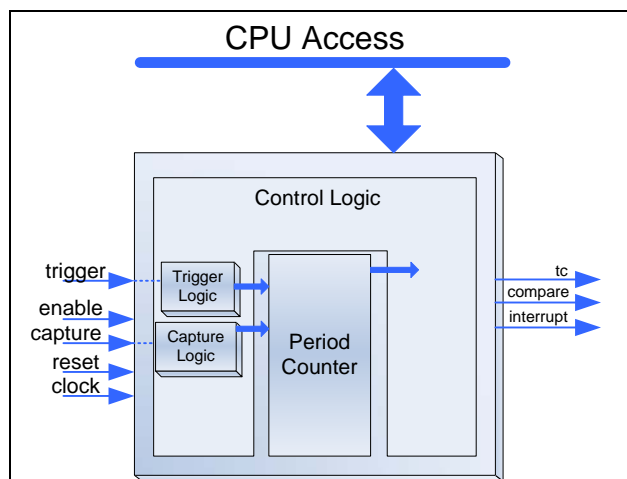 CPU Access
Control Logic
trigger
enable
capture
reset
clock
Trigger
Logic
Capture
Logic
Period
Counter
tc
compare
interrupt